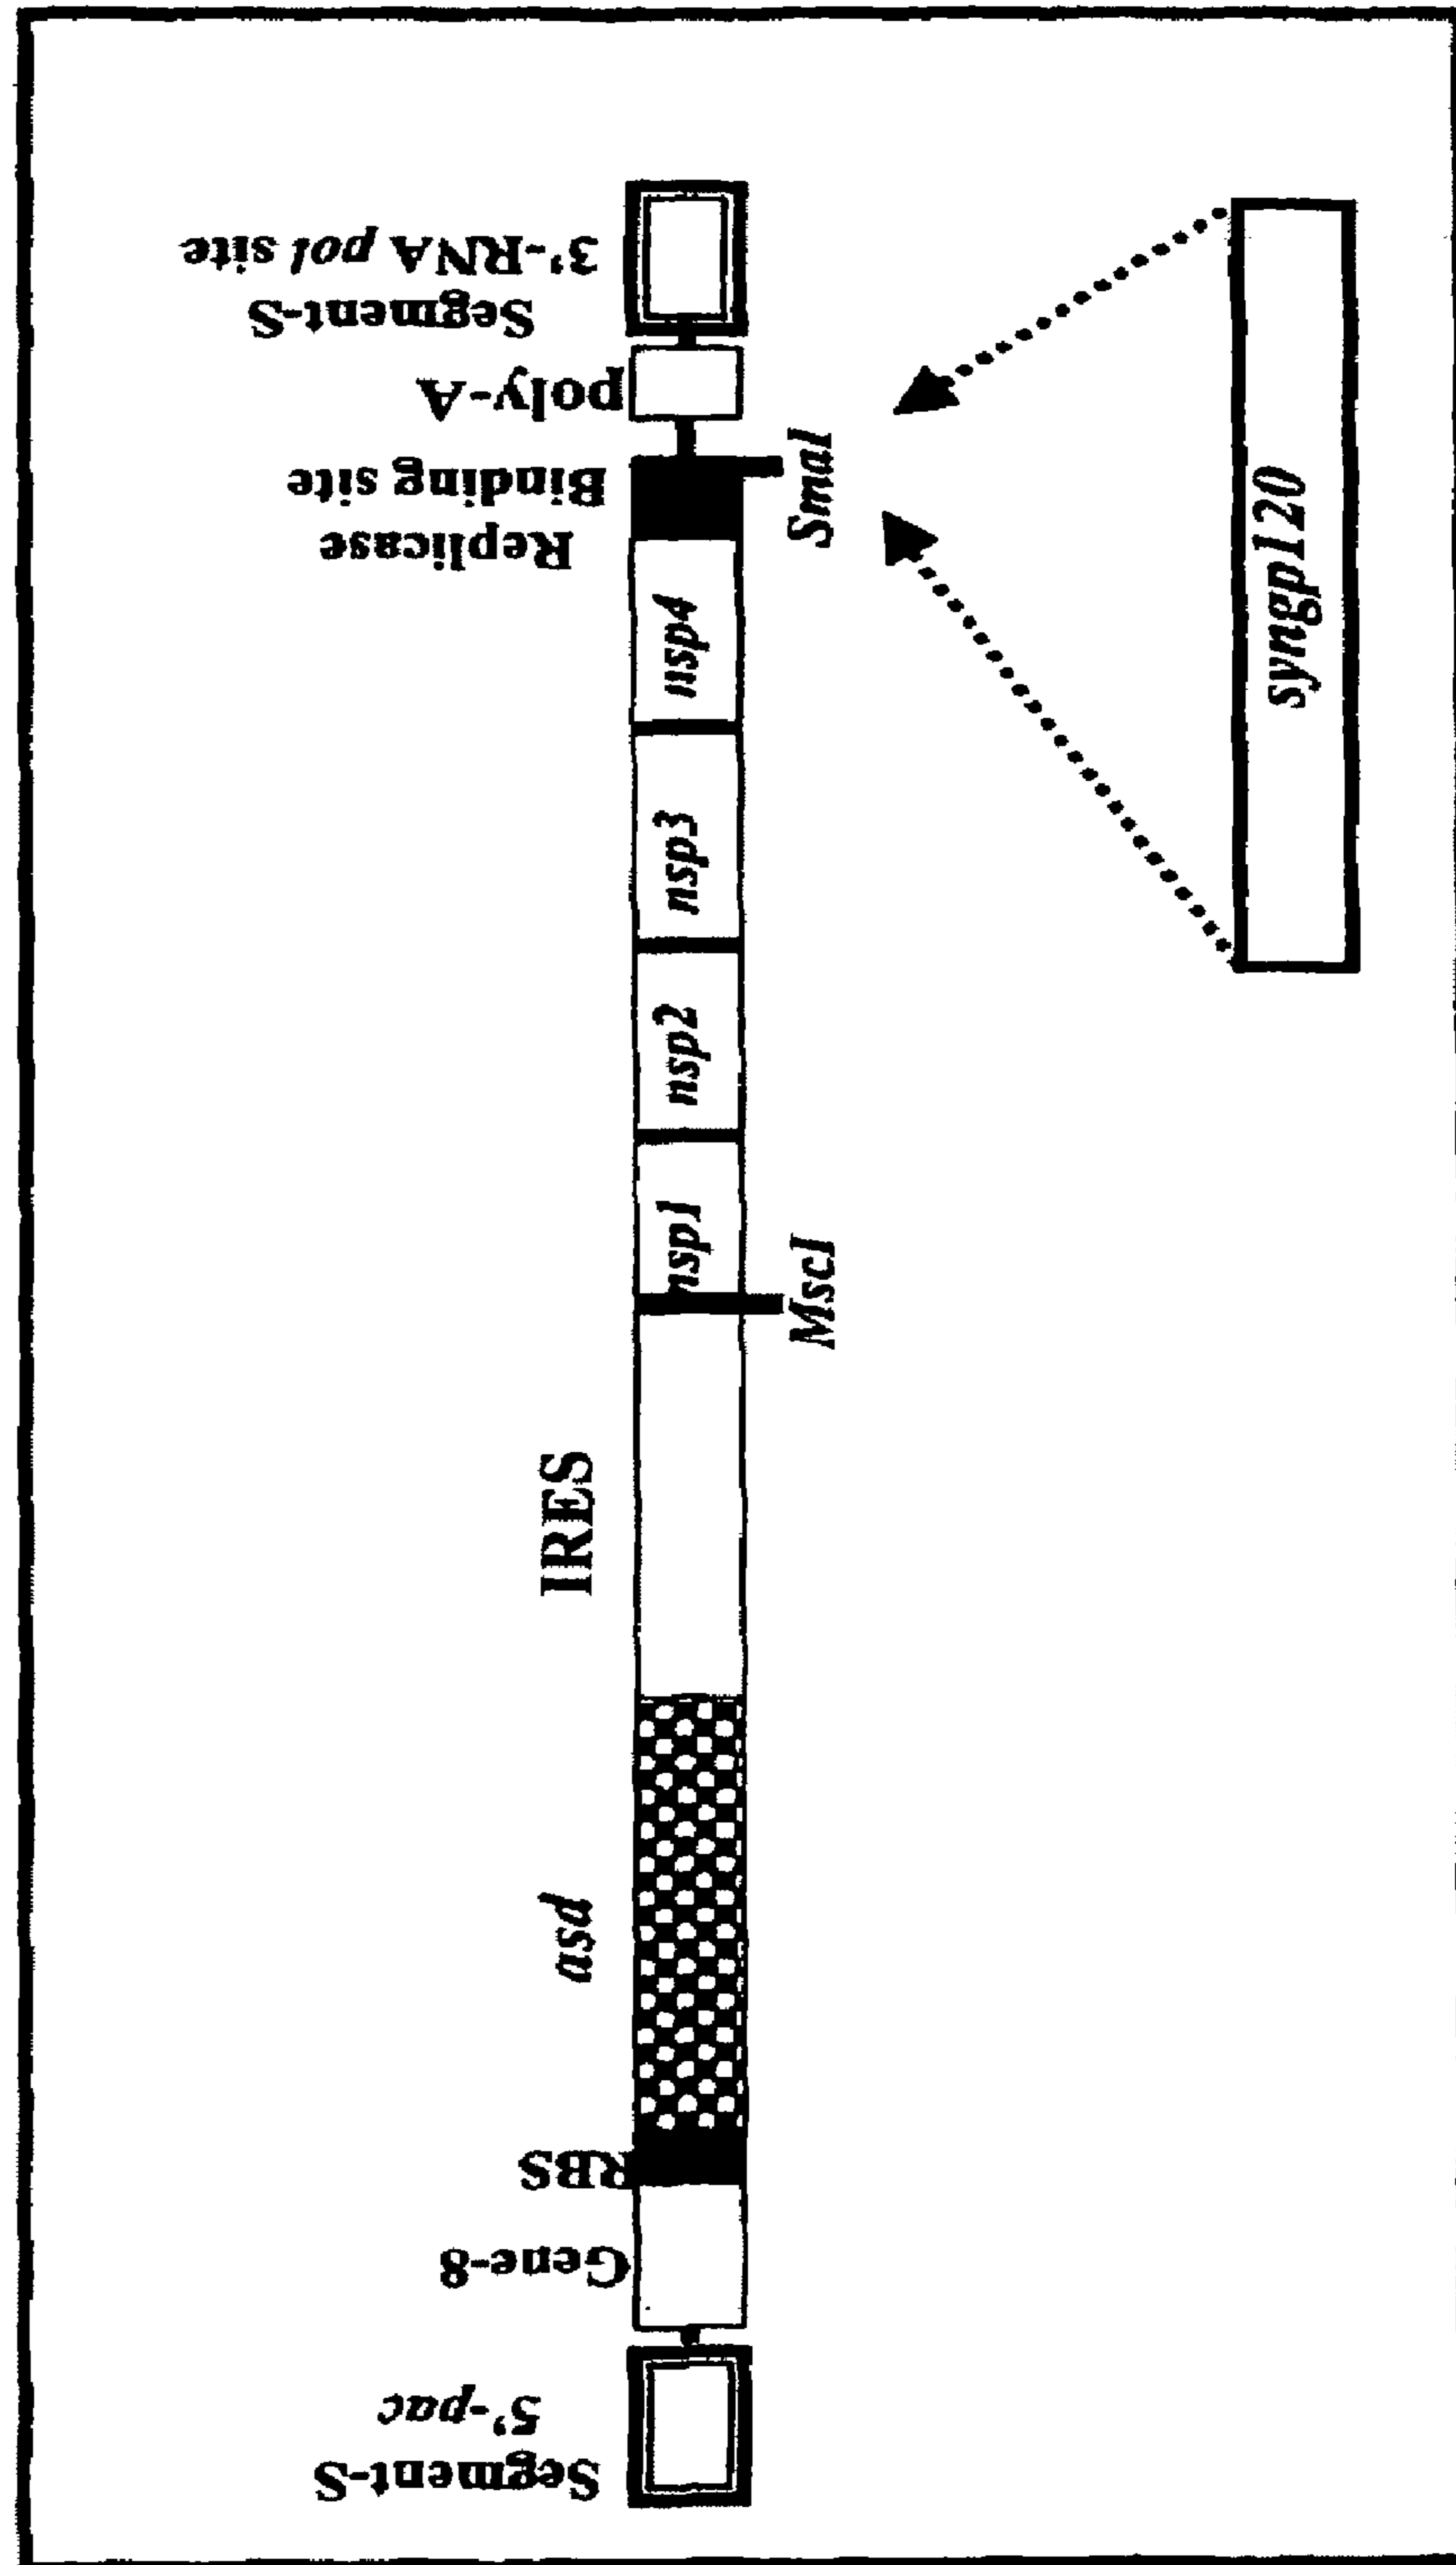 Segment-S
5'-pac
Gene-8
RBS
asd
IRES
nsp1
nsp2
nsp3
nsp4
Replicase
Binding site
poly-A
Segment-S
3'-RNA pol site
MscI
SmaI
syngp120